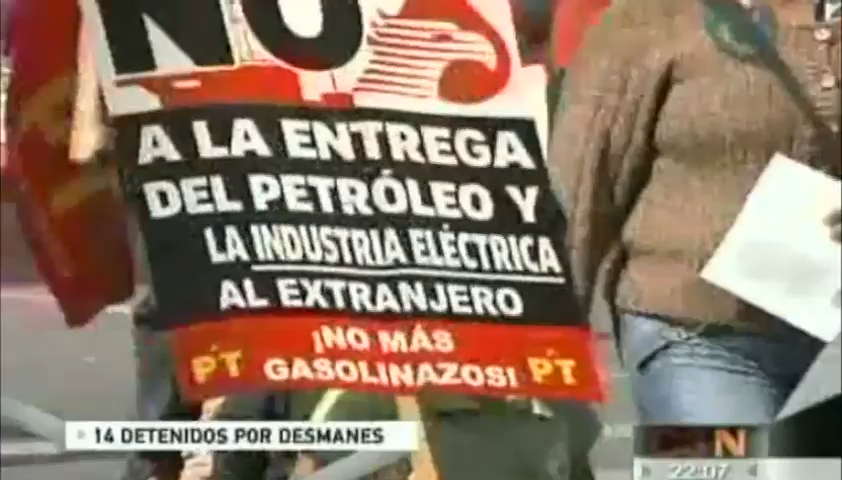 NO
A LA ENTREGA
DEL PETRÓLEO Y
LA INDUSTRIA ELÉCTRICA
AL EXTRANJERO
¡NO MÁS
PT GASOLINAZOS! PT
14 DETENIDOS POR DESMANES
22:07